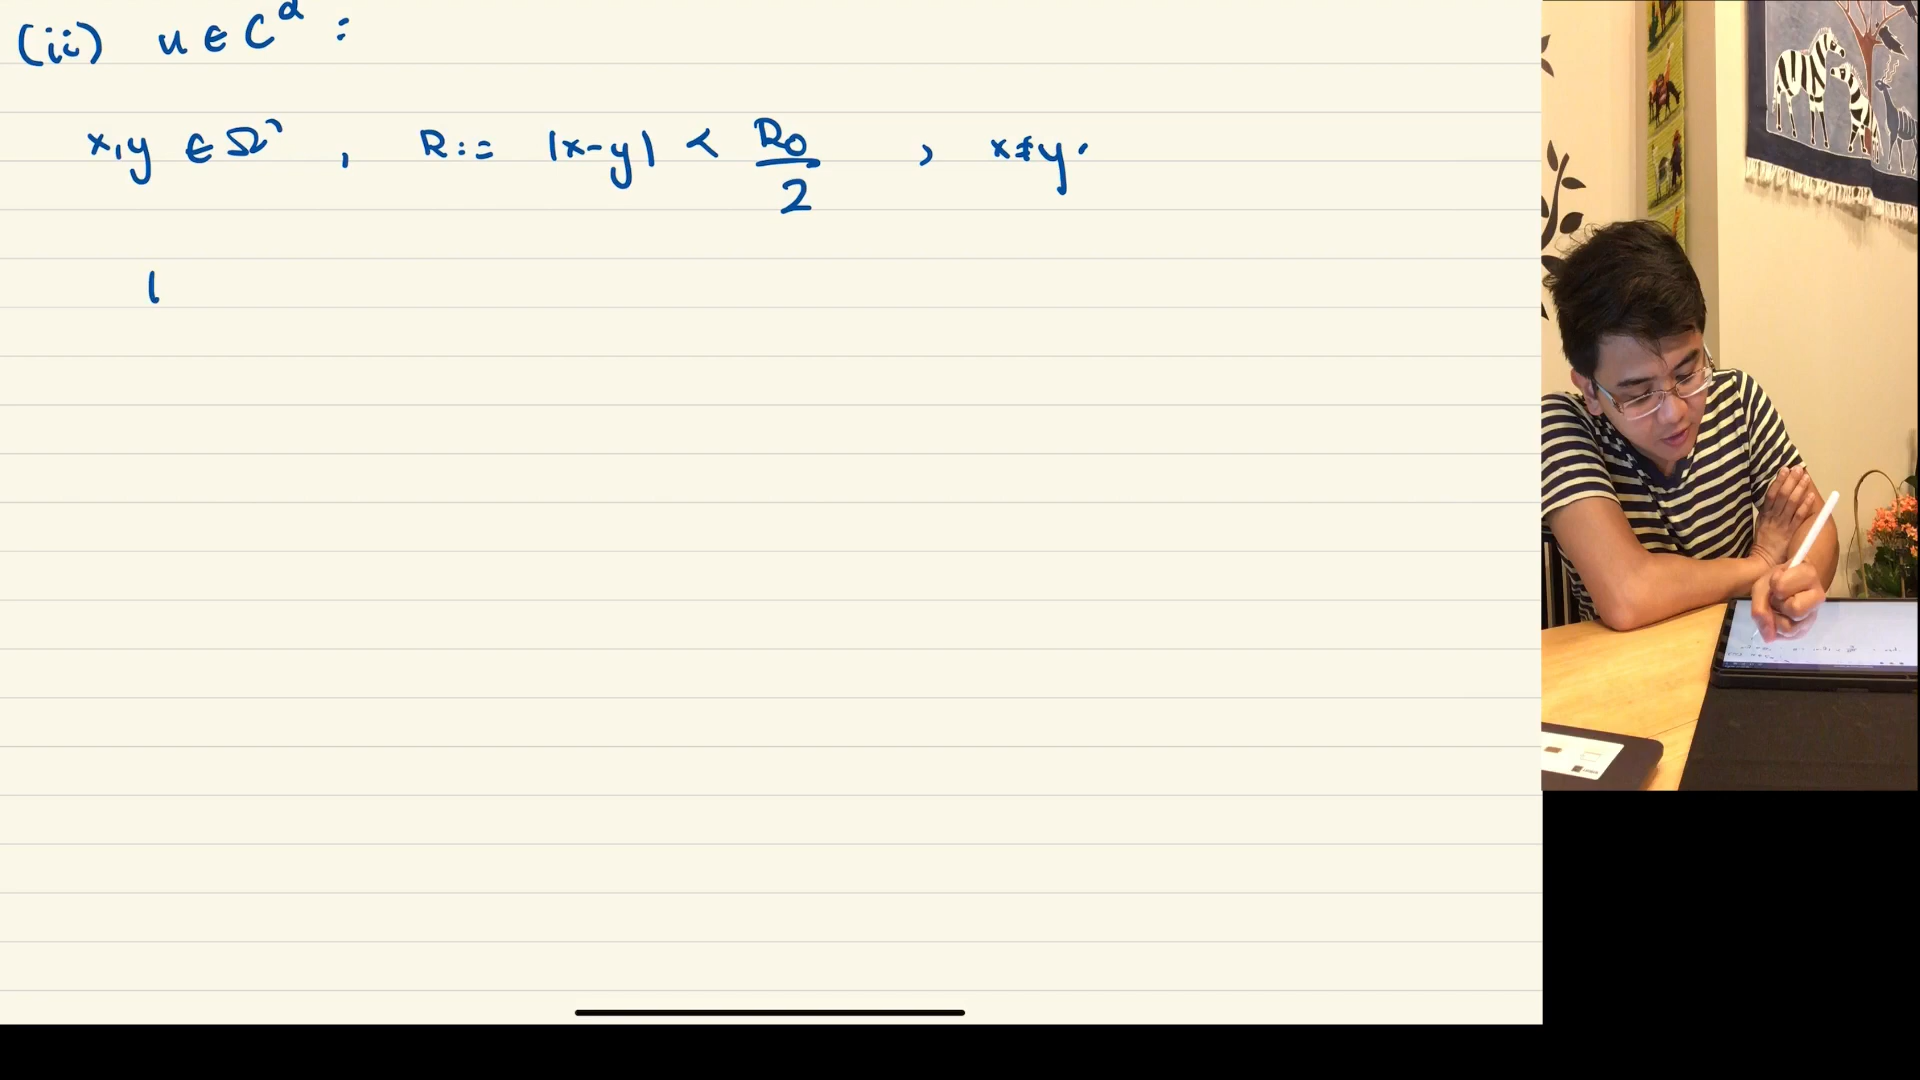 (ii) u ∈ C^α :
x,y ∈ Ω' , R := |x-y| < R₀/2 , x≠y.
|